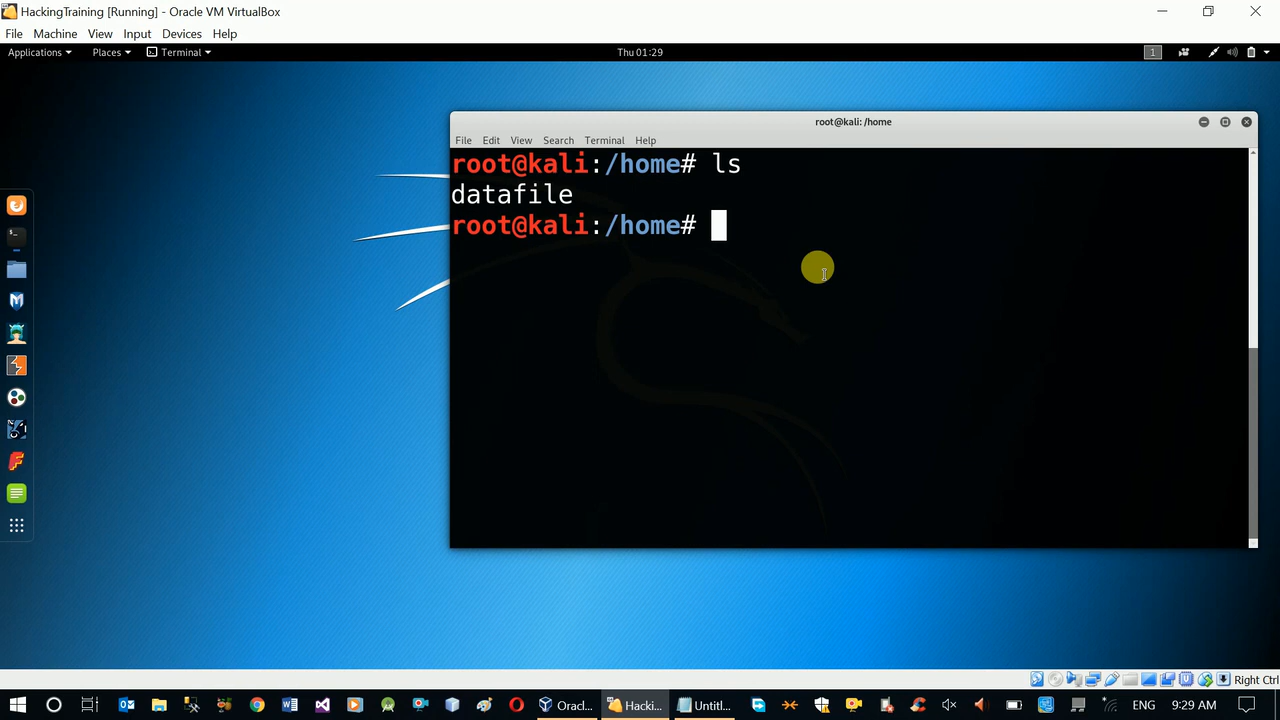 HackingTraining [Running] - Oracle VM VirtualBox
File Machine View Input Devices Help
Applications Places Terminal Thu 01:29 1
root@kali: /home
File Edit View Search Terminal Help
root@kali:/home# ls
datafile
root@kali:/home#
Right Ctrl
Oracl... Hacki... Untitl... ENG 9:29 AM